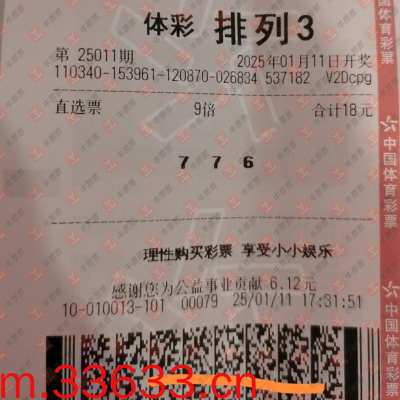 体彩 排列3
第 25011期 2025年01月11日开奖
110340-153961-120870-026834 537182 V2Dcpg
直选票 9倍 合计18元
7 7 6
理性购买彩票 享受小小娱乐
感谢您为公益事业贡献 6.12元
10-010013-101 00079 25/01/11 17:31:51
m.33633.cn
中国体育彩票
中国体育彩票